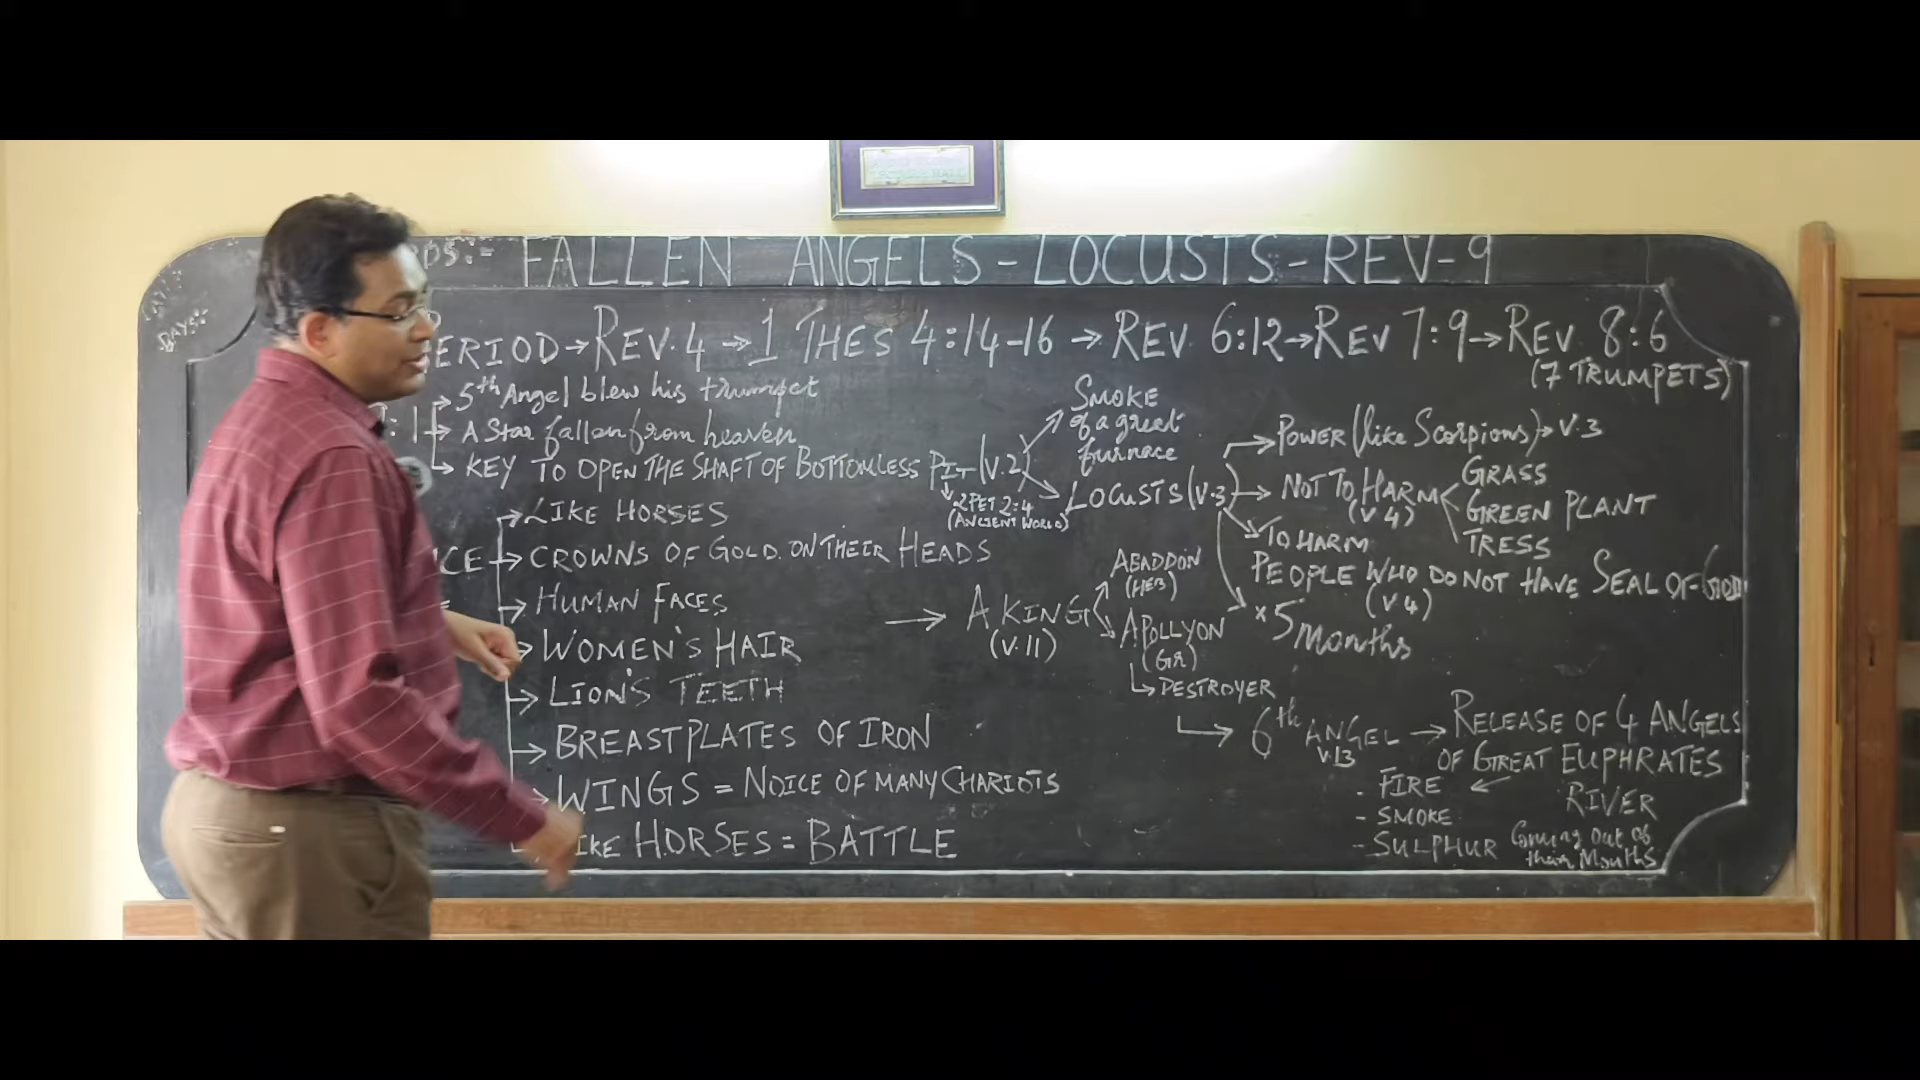 FALLEN ANGELS - LOCUSTS - REV-9
DAYS:-
ERIOD → REV. 4 → 1 THES 4:14-16 → REV 6:12 → REV 7:9 → REV 8:6
(7 TRUMPETS)
: 1
→ 5th Angel blew his trumpet
→ A Star fallen from heaven
→ KEY TO OPEN THE SHAFT OF BOTTOMLESS PIT (V.2)
2 PET 2:4
(ANCIENT WORLD)
SMOKE
of a great
furnace
LOCUSTS (V.3)
→ POWER (like Scorpions) → V.3
→ NOT TO HARM
(V 4)
GRASS
GREEN PLANT
TRESS
TO HARM
PEOPLE WHO DO NOT HAVE SEAL OF GOD
(V 4)
* 5 Months
CE
→ LIKE HORSES
→ CROWNS OF GOLD. ON THEIR HEADS
→ HUMAN FACES
→ WOMEN'S HAIR
→ LION'S TEETH
→ BREASTPLATES OF IRON
→ WINGS = NOICE OF MANY CHARIOTS
IKE HORSES = BATTLE
→ A KING
(V.11)
ABADDON
(HEB)
APOLLYON
(GR)
→ DESTROYER
→ 6th ANGEL → RELEASE OF 4 ANGELS
V.13
OF GREAT EUPHRATES
RIVER
- FIRE ←
- SMOKE
- SULPHUR Coming out of
their Mouths